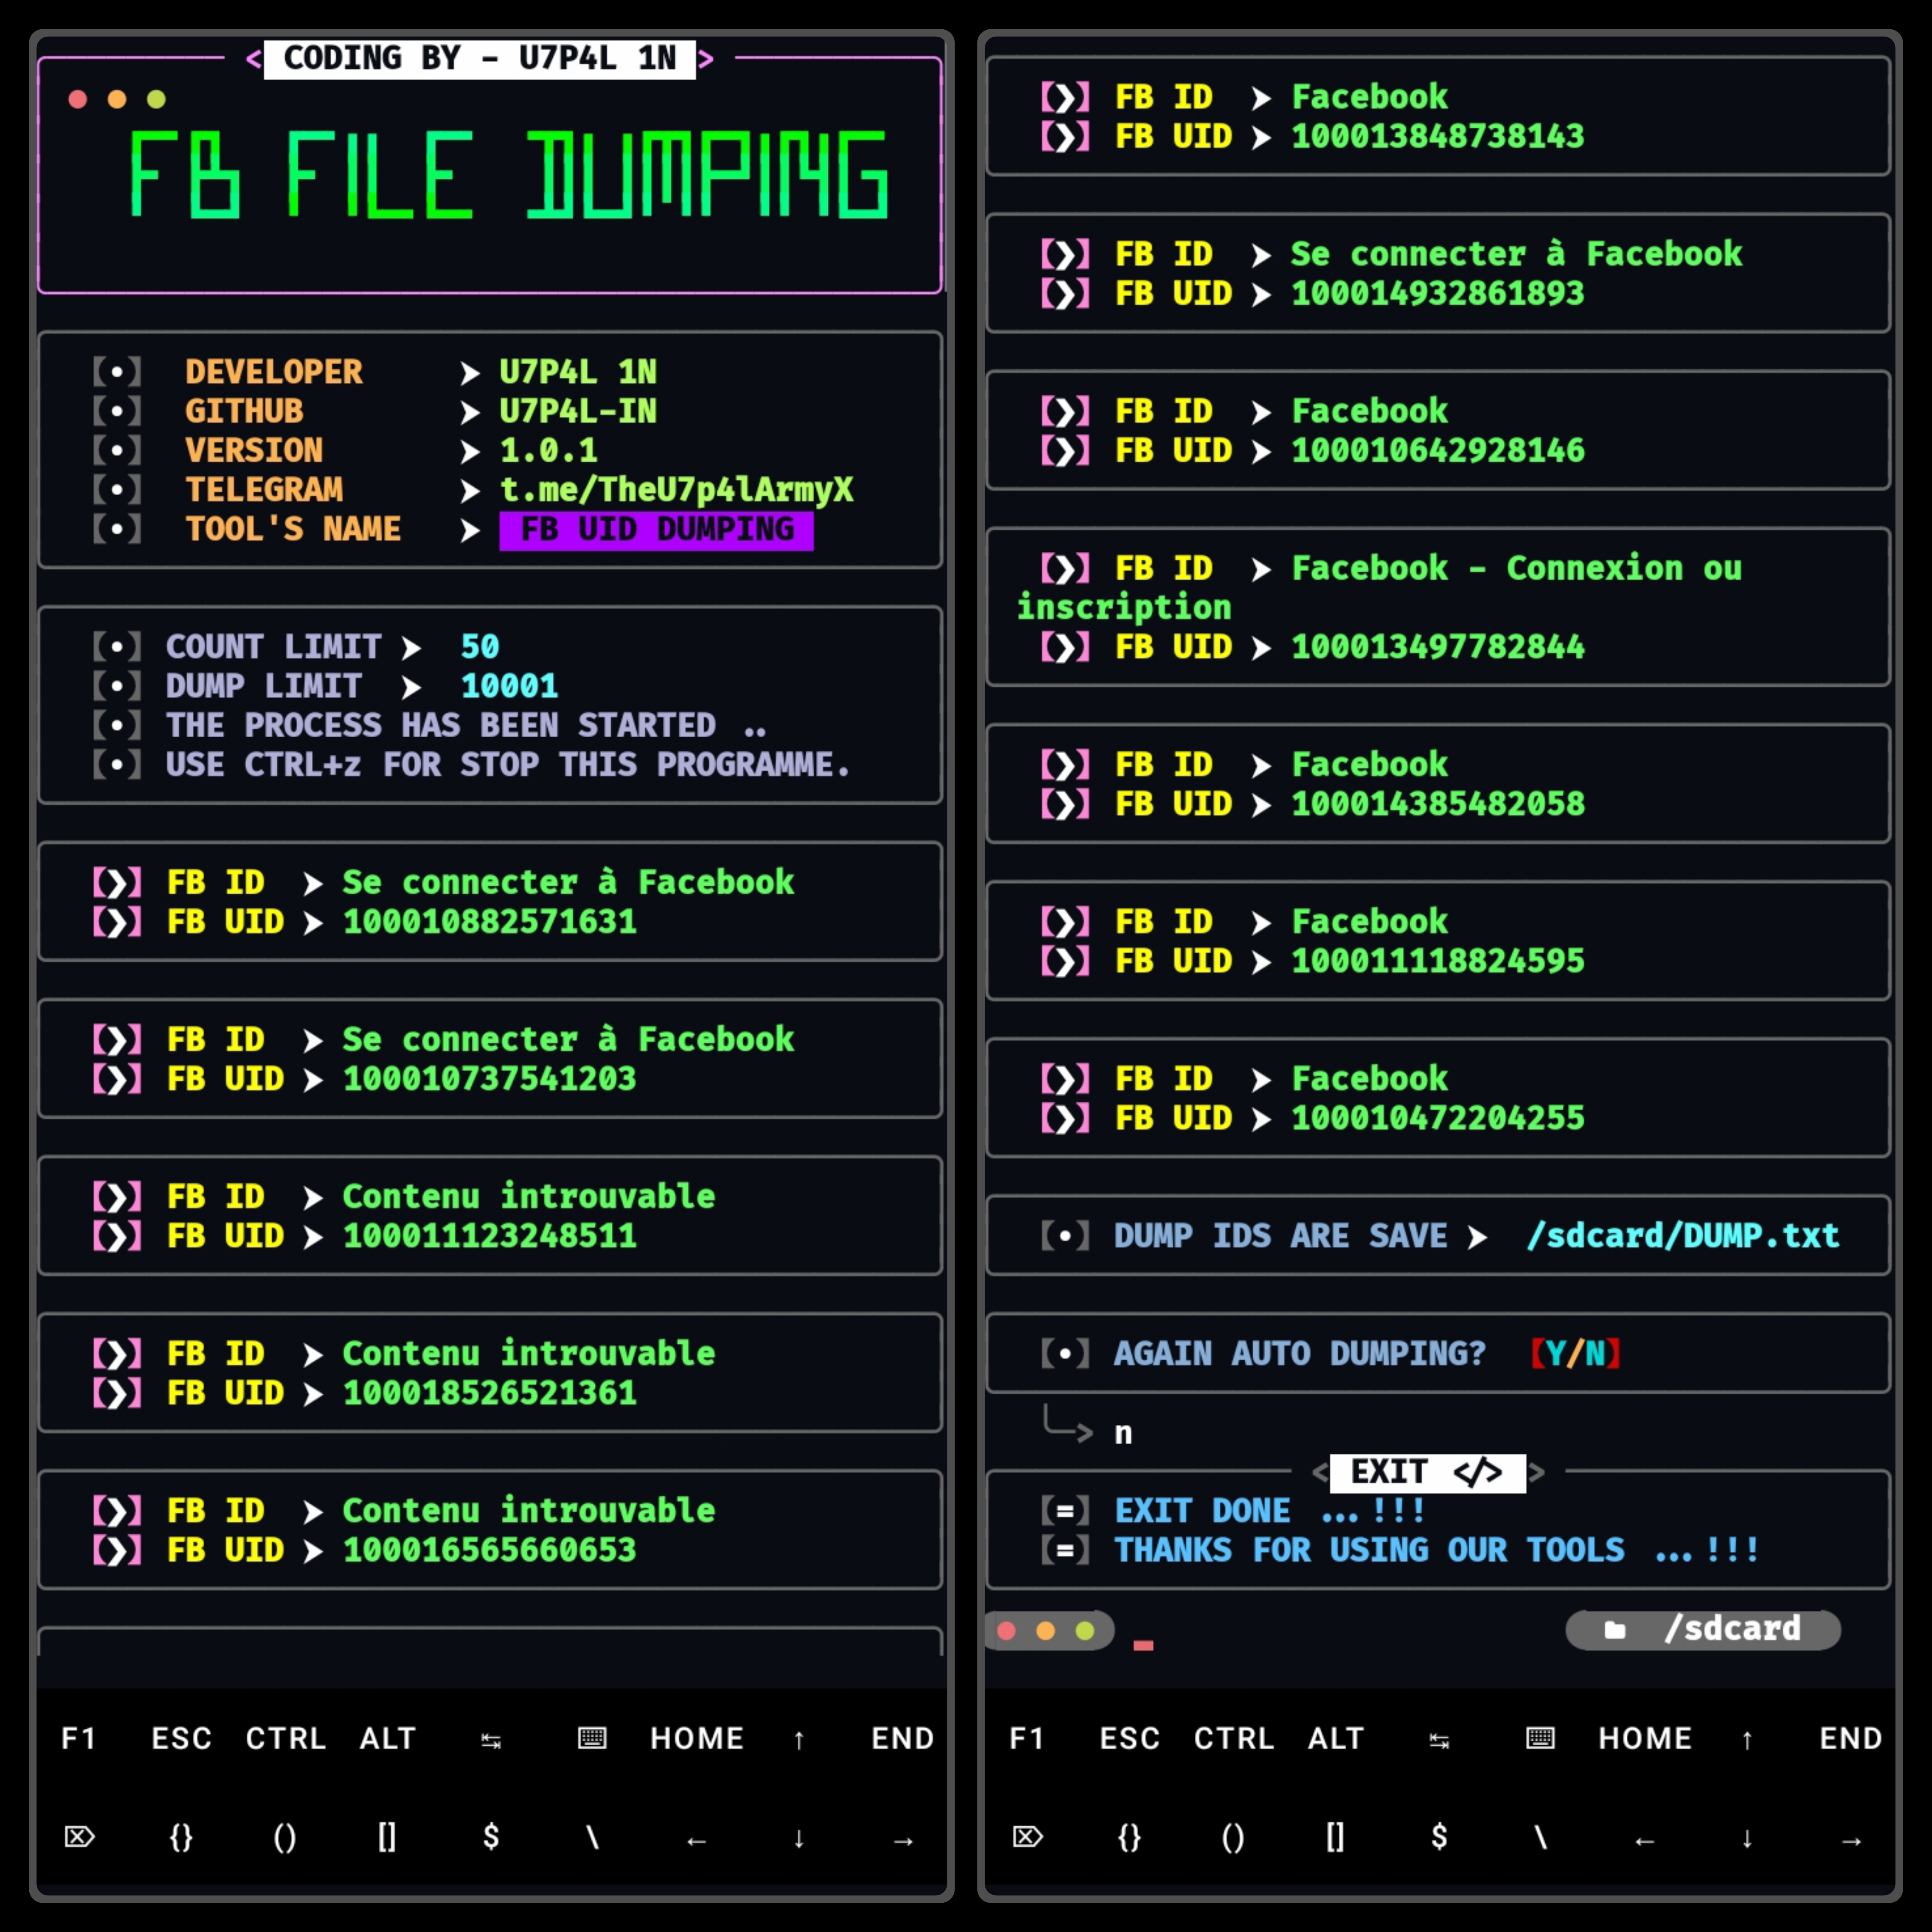 < CODING BY - U7P4L 1N >
FB FILE DUMPING
[•] DEVELOPER ➤ U7P4L 1N
[•] GITHUB ➤ U7P4L-IN
[•] VERSION ➤ 1.0.1
[•] TELEGRAM ➤ t.me/TheU7p4lArmyX
[•] TOOL'S NAME ➤ FB UID DUMPING
[•] COUNT LIMIT ➤ 50
[•] DUMP LIMIT ➤ 10001
[•] THE PROCESS HAS BEEN STARTED ..
[•] USE CTRL+z FOR STOP THIS PROGRAMME.
[❯] FB ID ➤ Se connecter à Facebook
[❯] FB UID ➤ 100010882571631
[❯] FB ID ➤ Se connecter à Facebook
[❯] FB UID ➤ 100010737541203
[❯] FB ID ➤ Contenu introuvable
[❯] FB UID ➤ 100011123248511
[❯] FB ID ➤ Contenu introuvable
[❯] FB UID ➤ 100018526521361
[❯] FB ID ➤ Contenu introuvable
[❯] FB UID ➤ 100016565660653
F1 ESC CTRL ALT ↹ ⌨ HOME ↑ END
⌦ {} () [] $ \ ← ↓ →
[❯] FB ID ➤ Facebook
[❯] FB UID ➤ 100013848738143
[❯] FB ID ➤ Se connecter à Facebook
[❯] FB UID ➤ 100014932861893
[❯] FB ID ➤ Facebook
[❯] FB UID ➤ 100010642928146
[❯] FB ID ➤ Facebook - Connexion ou
inscription
[❯] FB UID ➤ 100013497782844
[❯] FB ID ➤ Facebook
[❯] FB UID ➤ 100014385482058
[❯] FB ID ➤ Facebook
[❯] FB UID ➤ 100011118824595
[❯] FB ID ➤ Facebook
[❯] FB UID ➤ 100010472204255
[•] DUMP IDS ARE SAVE ➤ /sdcard/DUMP.txt
[•] AGAIN AUTO DUMPING? [Y/N]
╰─> n
< EXIT </> >
[=] EXIT DONE ...!!!
[=] THANKS FOR USING OUR TOOLS ...!!!
/sdcard
F1 ESC CTRL ALT ↹ ⌨ HOME ↑ END
⌦ {} () [] $ \ ← ↓ →